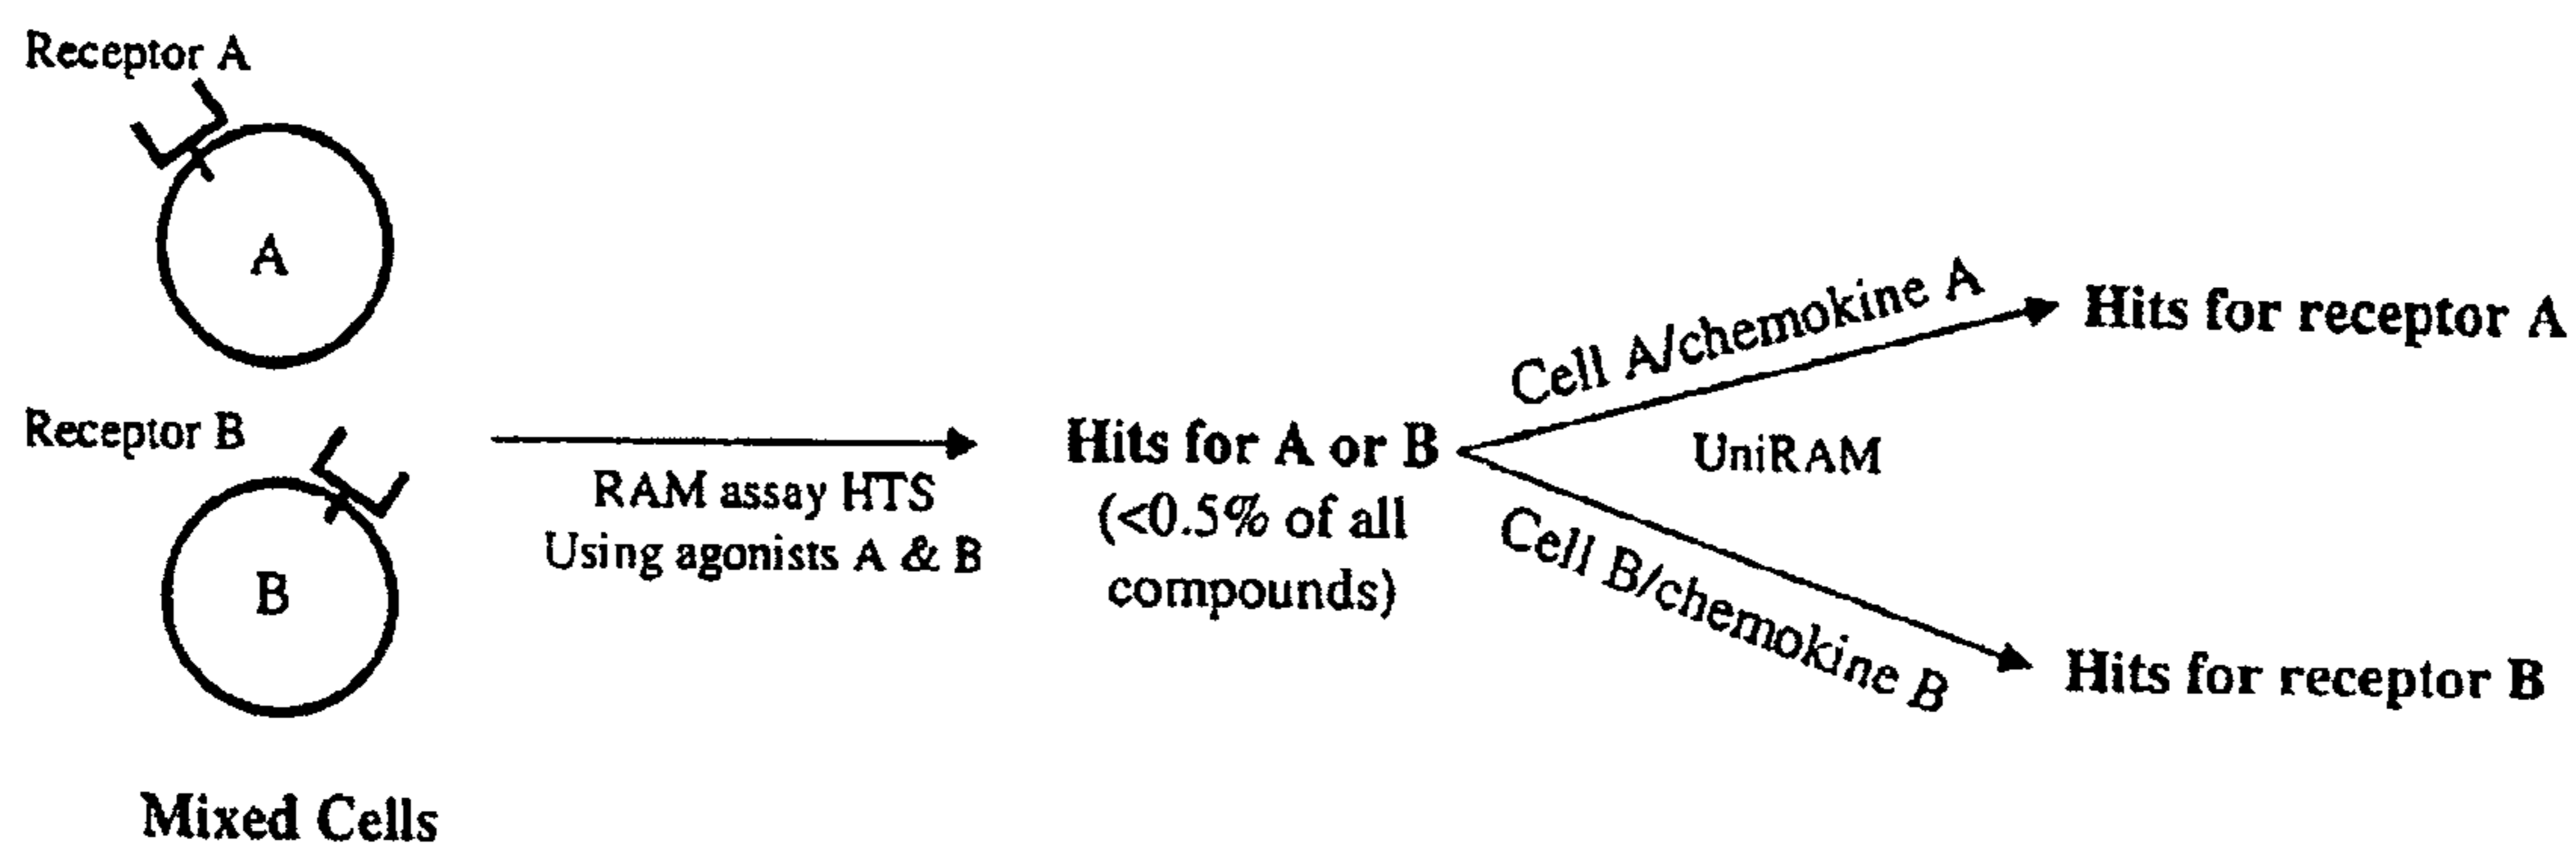 Receptor A
A
Receptor B
B
Mixed Cells
RAM assay HTS
Using agonists A & B
Hits for A or B
(<0.5% of all
compounds)
Cell A/chemokine A
UniRAM
Cell B/chemokine B
Hits for receptor A
Hits for receptor B